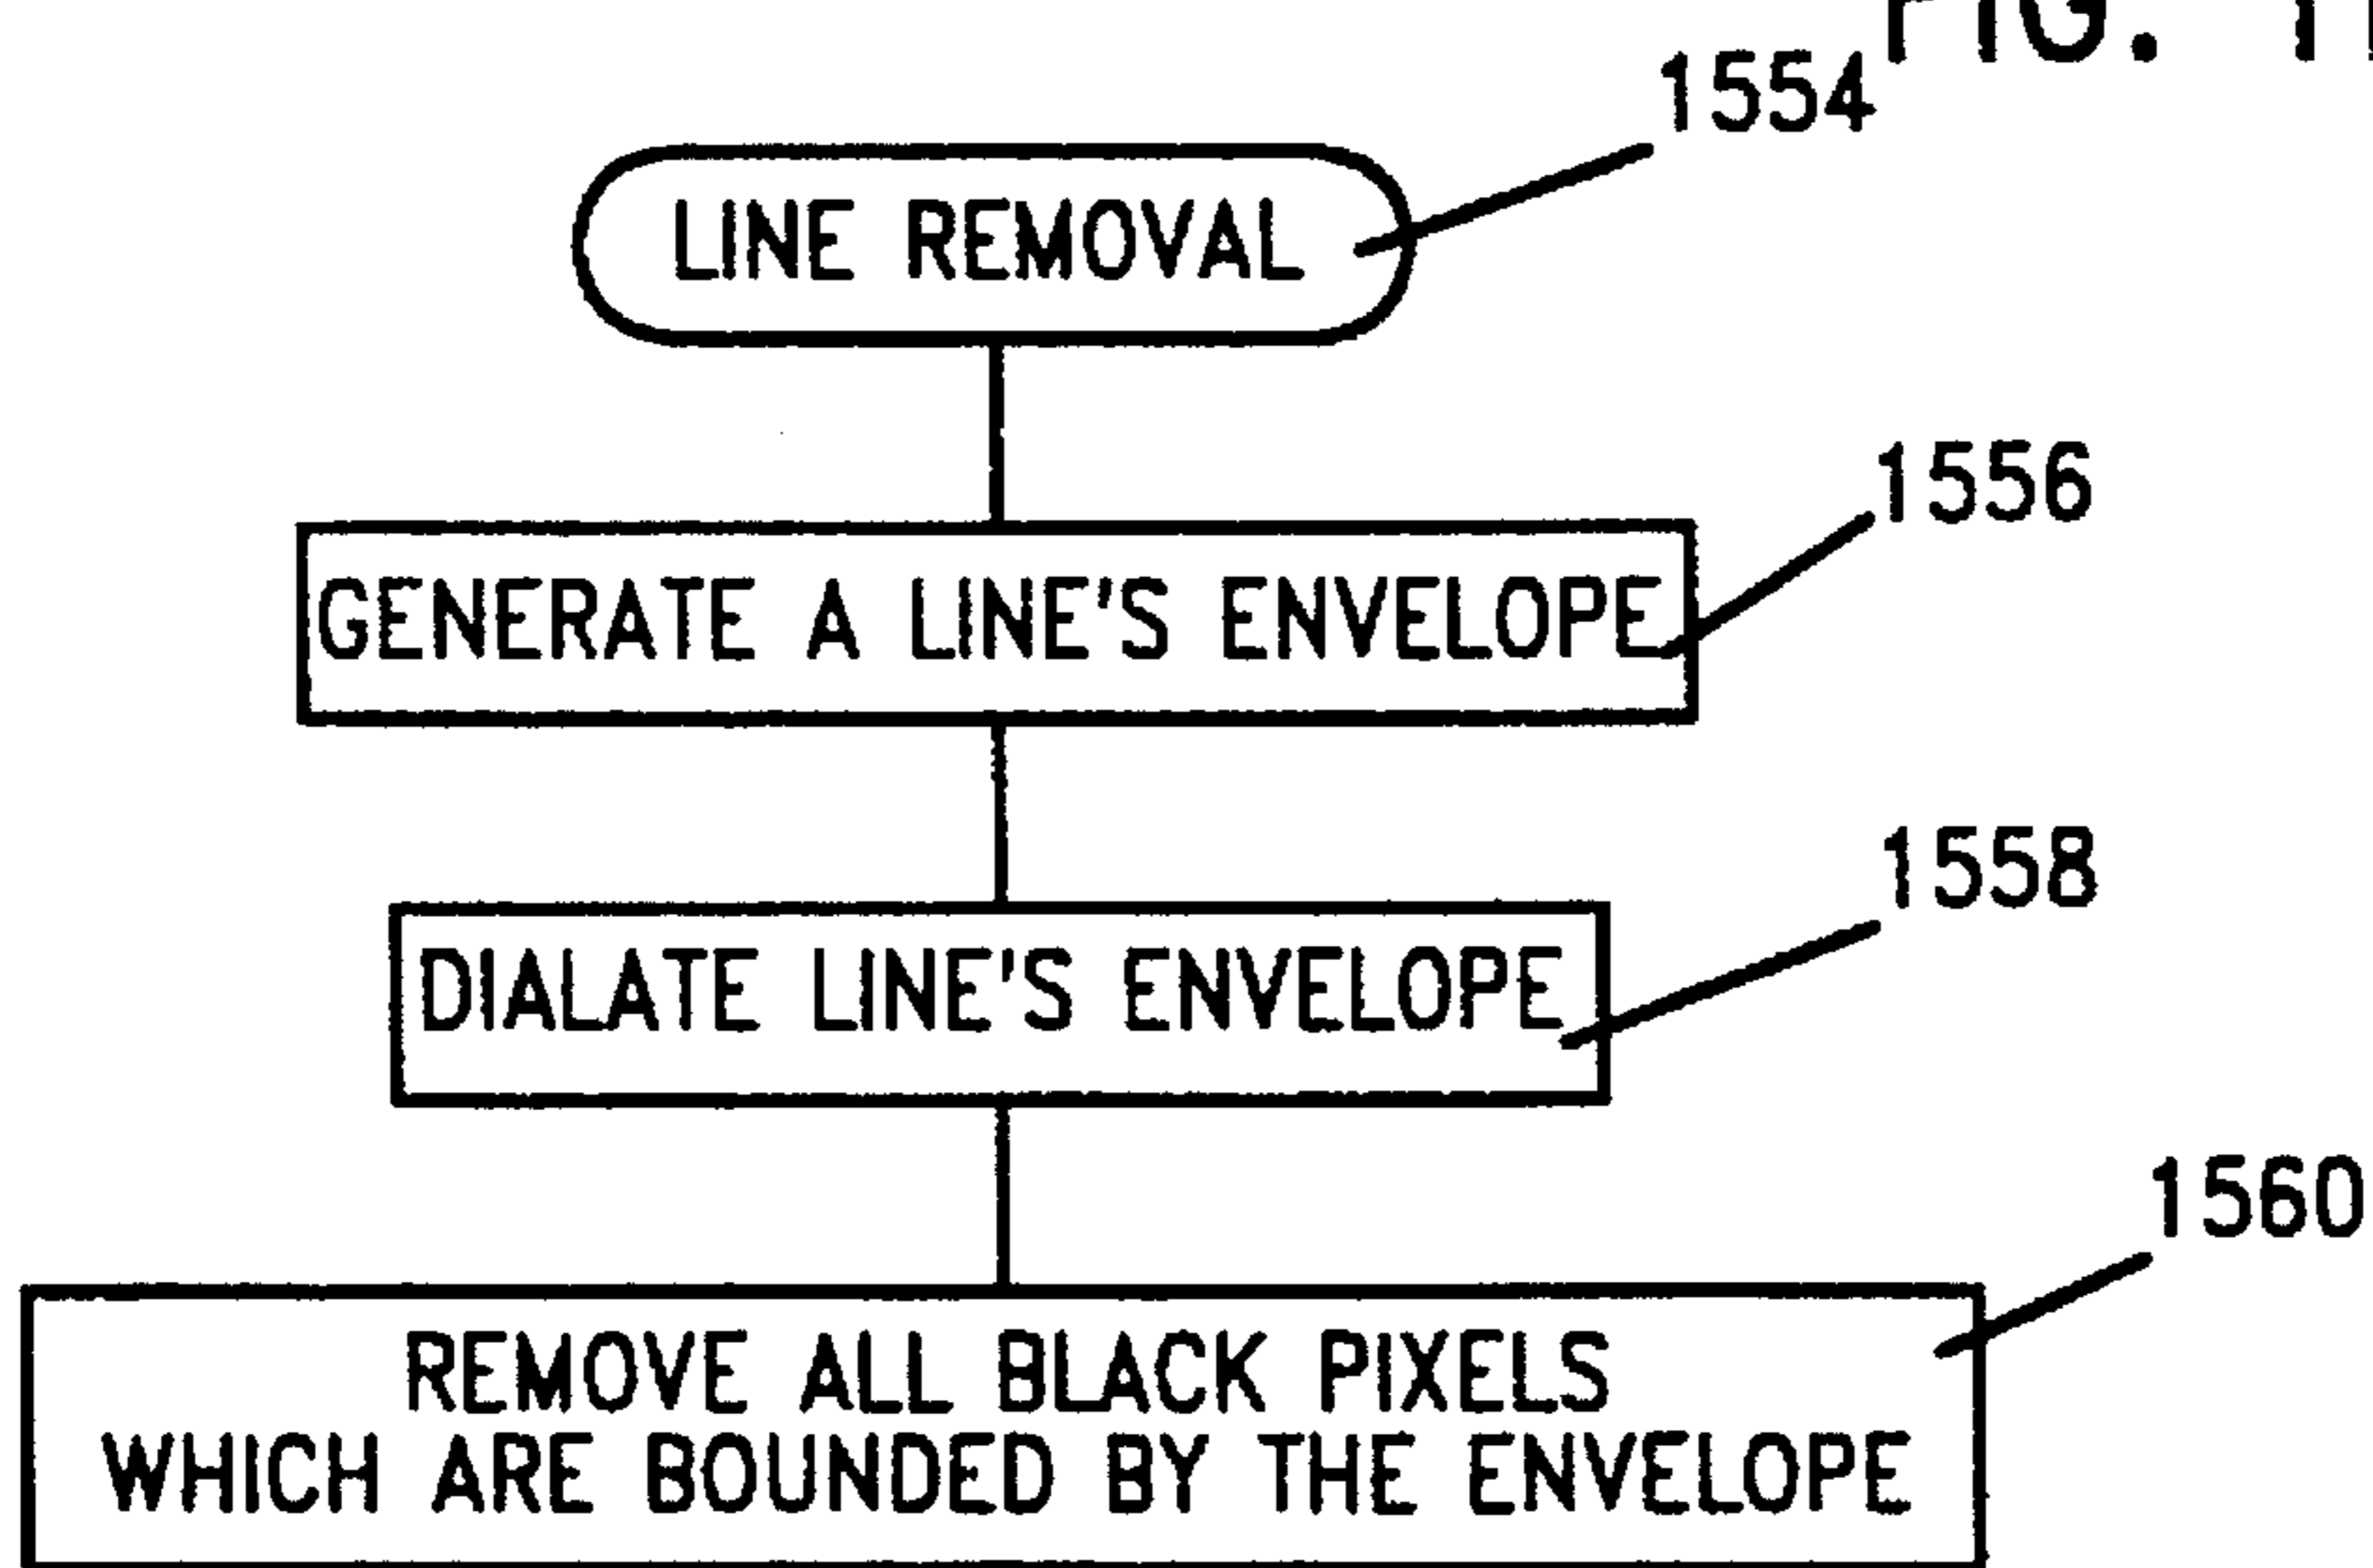 FIG.
1554
LINE REMOVAL
1556
GENERATE A LINE'S ENVELOPE
1558
DIALATE LINE'S ENVELOPE
1560
REMOVE ALL BLACK PIXELS
WHICH ARE BOUNDED BY THE ENVELOPE